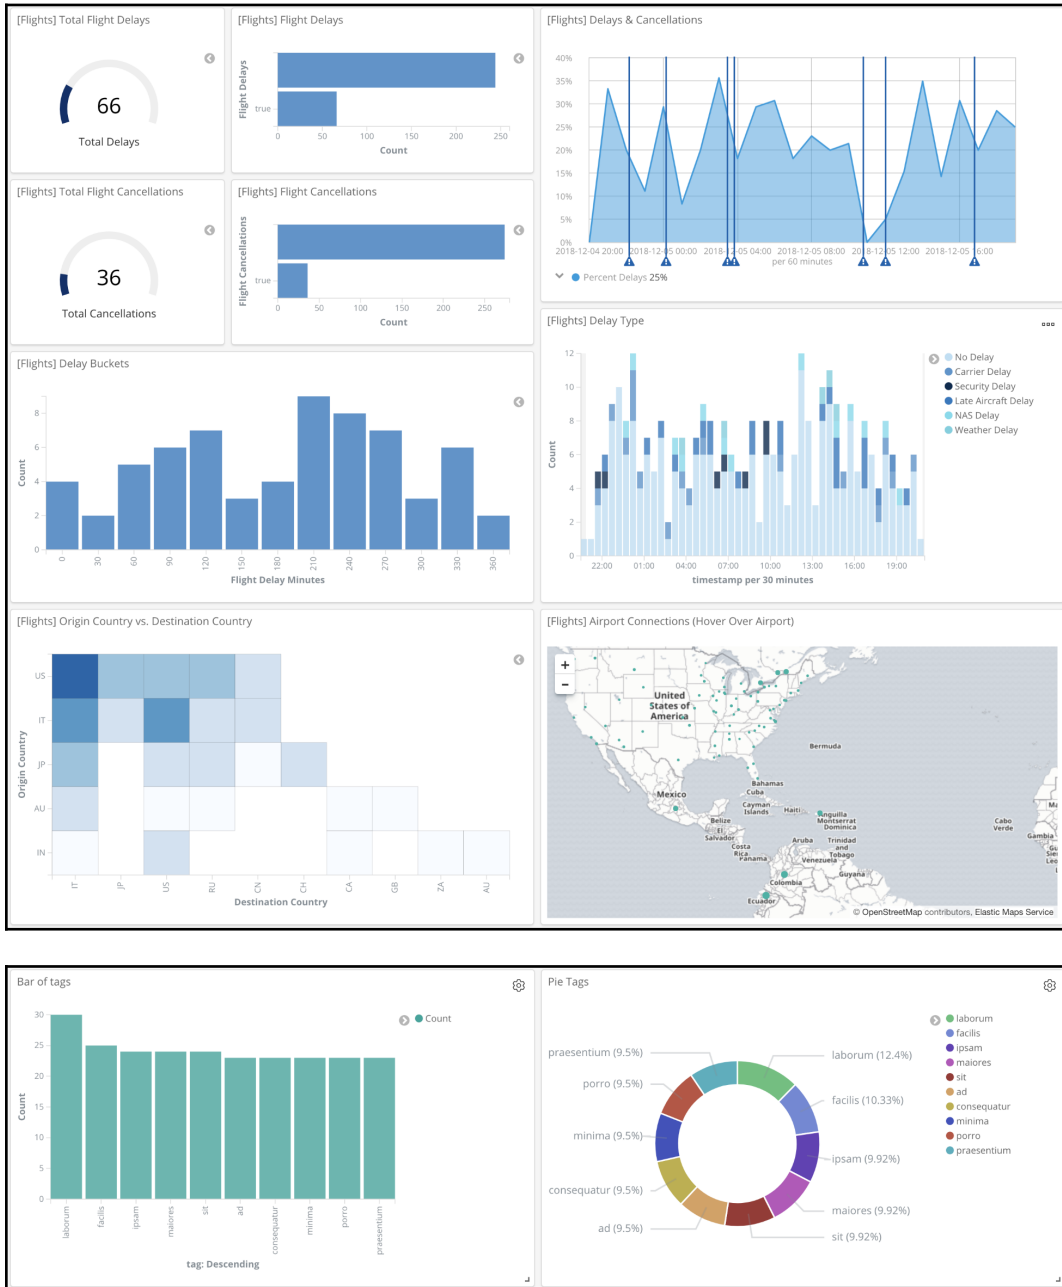 [Flights] Total Flight Delays
66
Total Delays
[Flights] Flight Delays
Flight Delays
true
0 50 100 150 200 250
Count
[Flights] Delays & Cancellations
40%
35%
30%
25%
20%
15%
10%
5%
0%
2018-12-04 20:00 2018-12-05 00:00 2018-12-05 04:00 2018-12-05 08:00 2018-12-05 12:00 2018-12-05 16:00
per 60 minutes
Percent Delays 25%
[Flights] Total Flight Cancellations
36
Total Cancellations
[Flights] Flight Cancellations
Flight Cancellations
true
0 50 100 150 200 250
Count
[Flights] Delay Buckets
Count
8
6
4
2
0
0 30 60 90 120 150 180 210 240 270 300 330 360
Flight Delay Minutes
[Flights] Delay Type
Count
12
10
8
6
4
2
0
22:00 01:00 04:00 07:00 10:00 13:00 16:00 19:00
timestamp per 30 minutes
No Delay
Carrier Delay
Security Delay
Late Aircraft Delay
NAS Delay
Weather Delay
[Flights] Origin Country vs. Destination Country
Origin Country
US
IT
JP
AU
IN
IT JP US RU CN CH CA GB ZA AU
Destination Country
[Flights] Airport Connections (Hover Over Airport)
+
−
United
States of
America
Bermuda
Bahamas
Mexico
Cuba
Cayman
Islands
Haiti
Anguilla
Montserrat
Dominica
Belize
El
Salvador
Costa
Rica
Panama
Aruba
Trinidad
and
Tobago
Venezuela
Guyana
Colombia
Ecuador
Cabo
Verde
Gambia
© OpenStreetMap contributors, Elastic Maps Service
Bar of tags
Count
30
25
20
15
10
5
0
laborum facilis ipsam maiores sit ad consequatur minima porro praesentium
tag: Descending
Count
Pie Tags
praesentium (9.5%)
porro (9.5%)
minima (9.5%)
consequatur (9.5%)
ad (9.5%)
laborum (12.4%)
facilis (10.33%)
ipsam (9.92%)
maiores (9.92%)
sit (9.92%)
laborum
facilis
ipsam
maiores
sit
ad
consequatur
minima
porro
praesentium